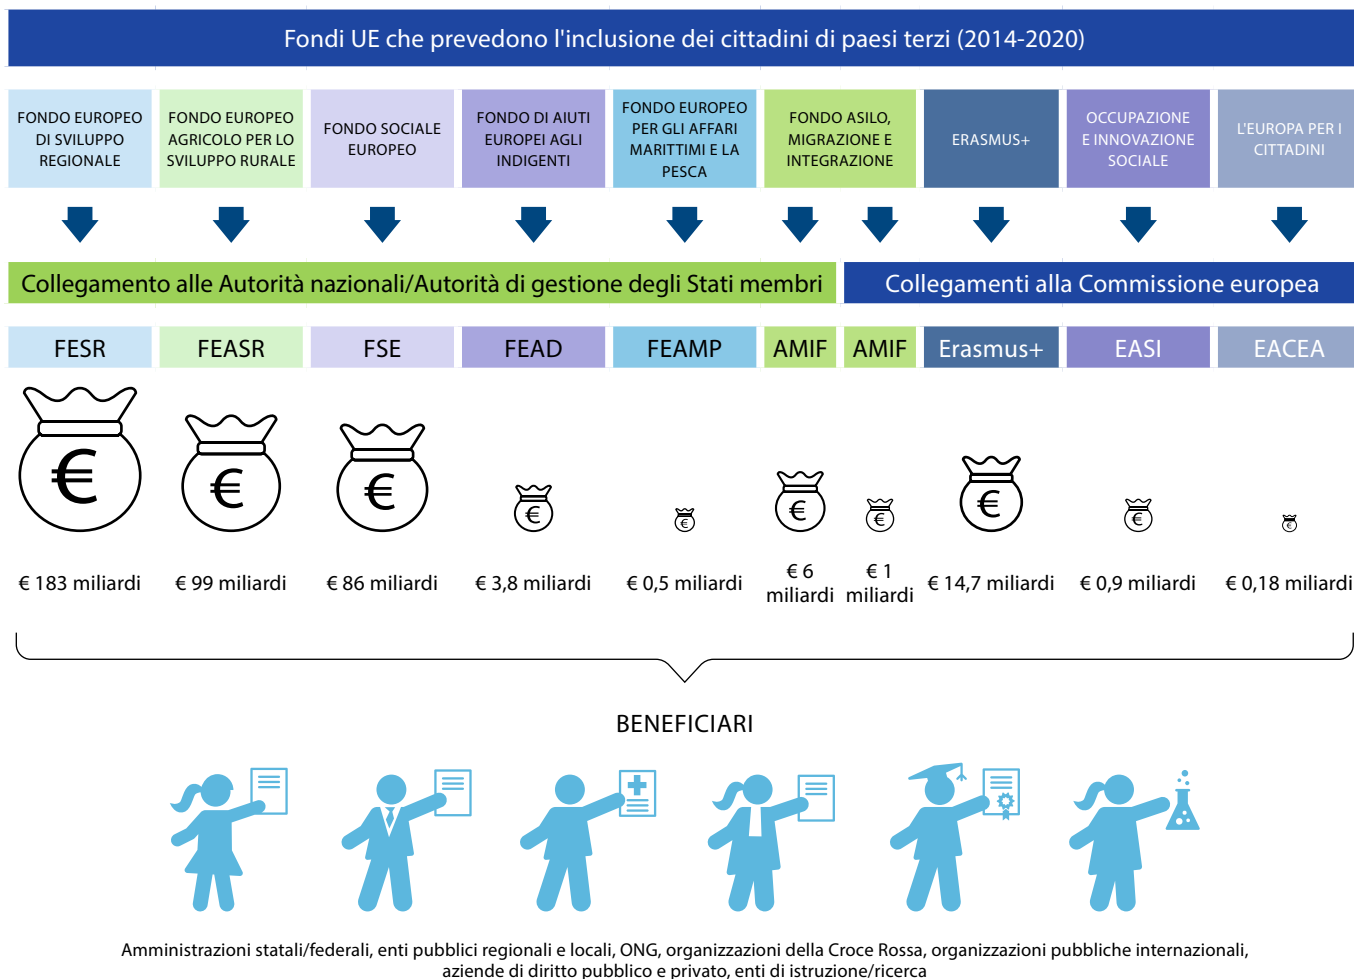 Fondi UE che prevedono l'inclusione dei cittadini di paesi terzi (2014-2020)
FONDO EUROPEO
DI SVILUPPO
REGIONALE
FONDO EUROPEO
AGRICOLO PER LO
SVILUPPO RURALE
FONDO SOCIALE
EUROPEO
FONDO DI AIUTI
EUROPEI AGLI
INDIGENTI
FONDO EUROPEO
PER GLI AFFARI
MARITTIMI E LA
PESCA
FONDO ASILO,
MIGRAZIONE E
INTEGRAZIONE
ERASMUS+
OCCUPAZIONE
E INNOVAZIONE
SOCIALE
L'EUROPA PER I
CITTADINI
Collegamento alle Autorità nazionali/Autorità di gestione degli Stati membri
Collegamenti alla Commissione europea
FESR
FEASR
FSE
FEAD
FEAMP
AMIF
AMIF
Erasmus+
EASI
EACEA
€
€
€
€
€
€
€
€
€
€
€ 183 miliardi
€ 99 miliardi
€ 86 miliardi
€ 3,8 miliardi
€ 0,5 miliardi
€ 6
miliardi
€ 1
miliardi
€ 14,7 miliardi
€ 0,9 miliardi
€ 0,18 miliardi
BENEFICIARI
Amministrazioni statali/federali, enti pubblici regionali e locali, ONG, organizzazioni della Croce Rossa, organizzazioni pubbliche internazionali,
aziende di diritto pubblico e privato, enti di istruzione/ricerca